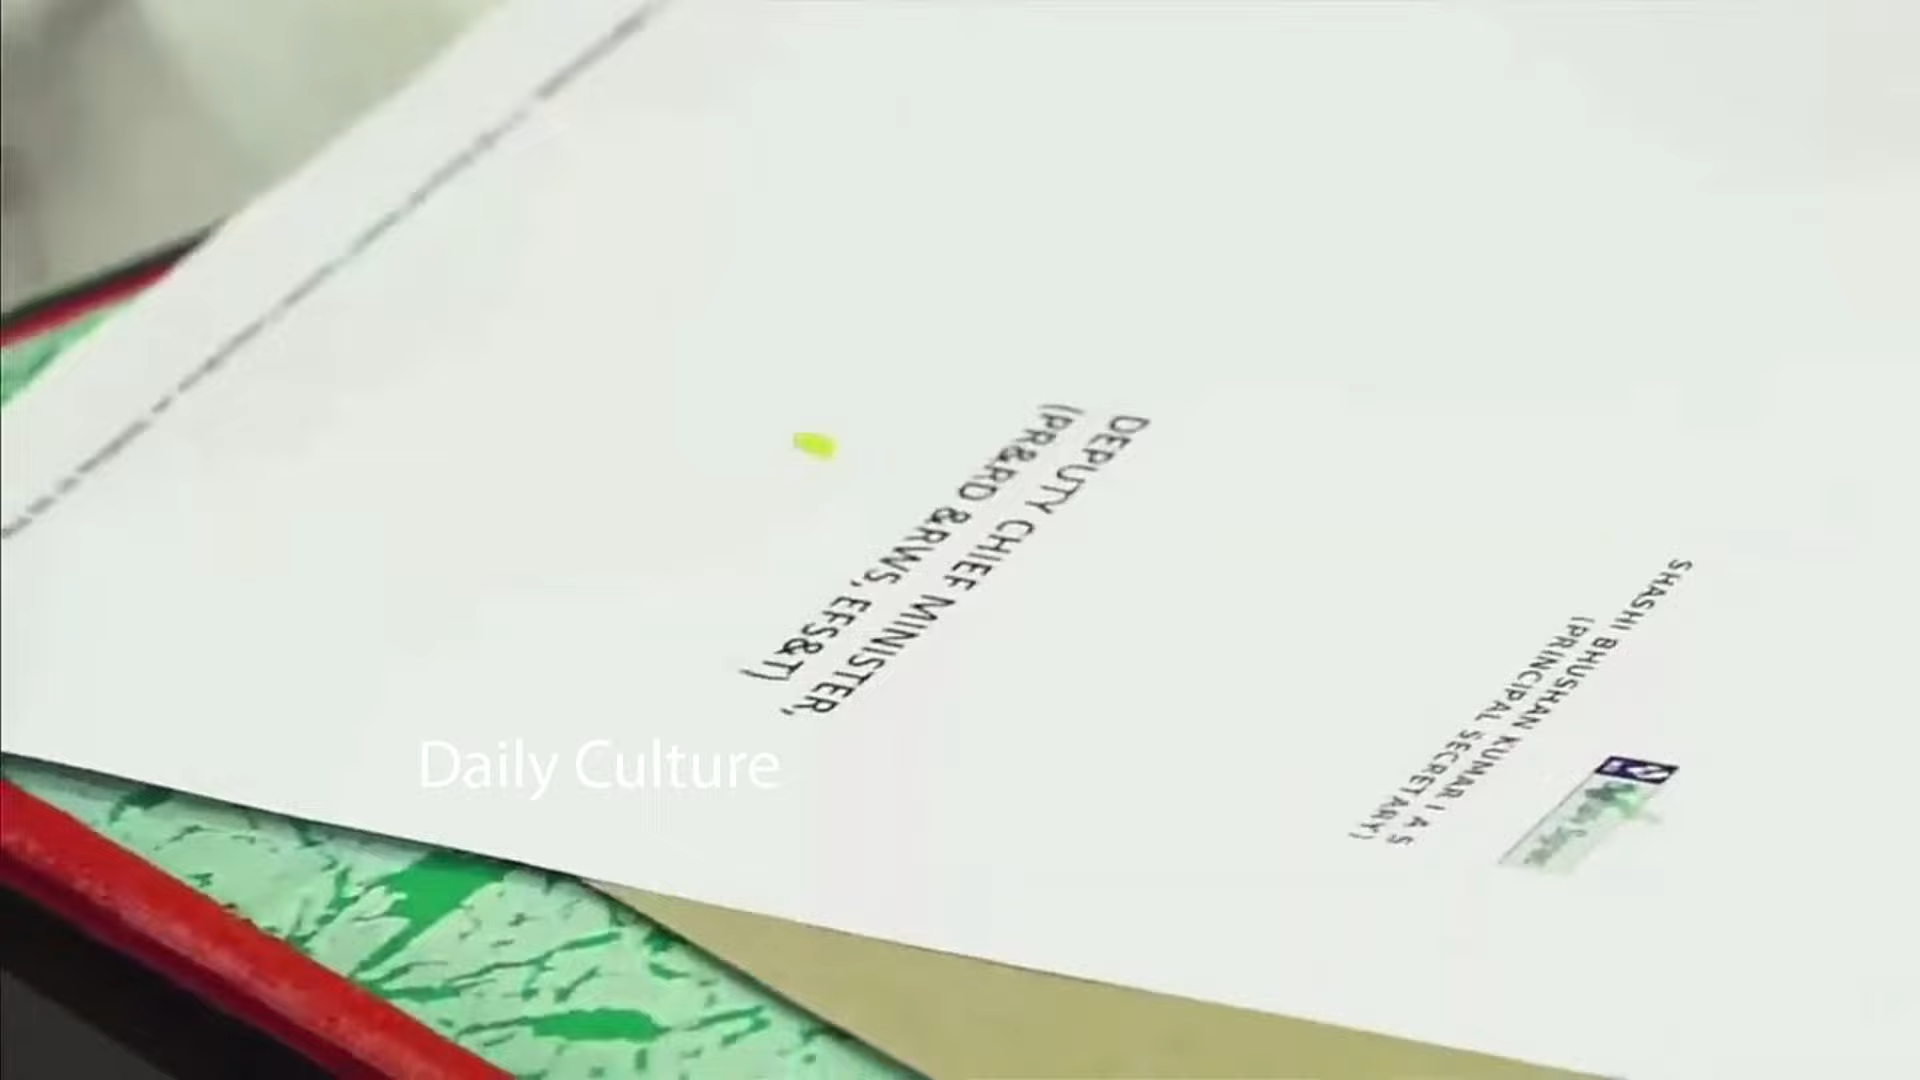 DEPUTY CHIEF MINISTER,
(PR&RD &RWS, EFS&T)
SHASHI BHUSHAN KUMAR I A S
(PRINCIPAL SECRETARY)
Daily Culture